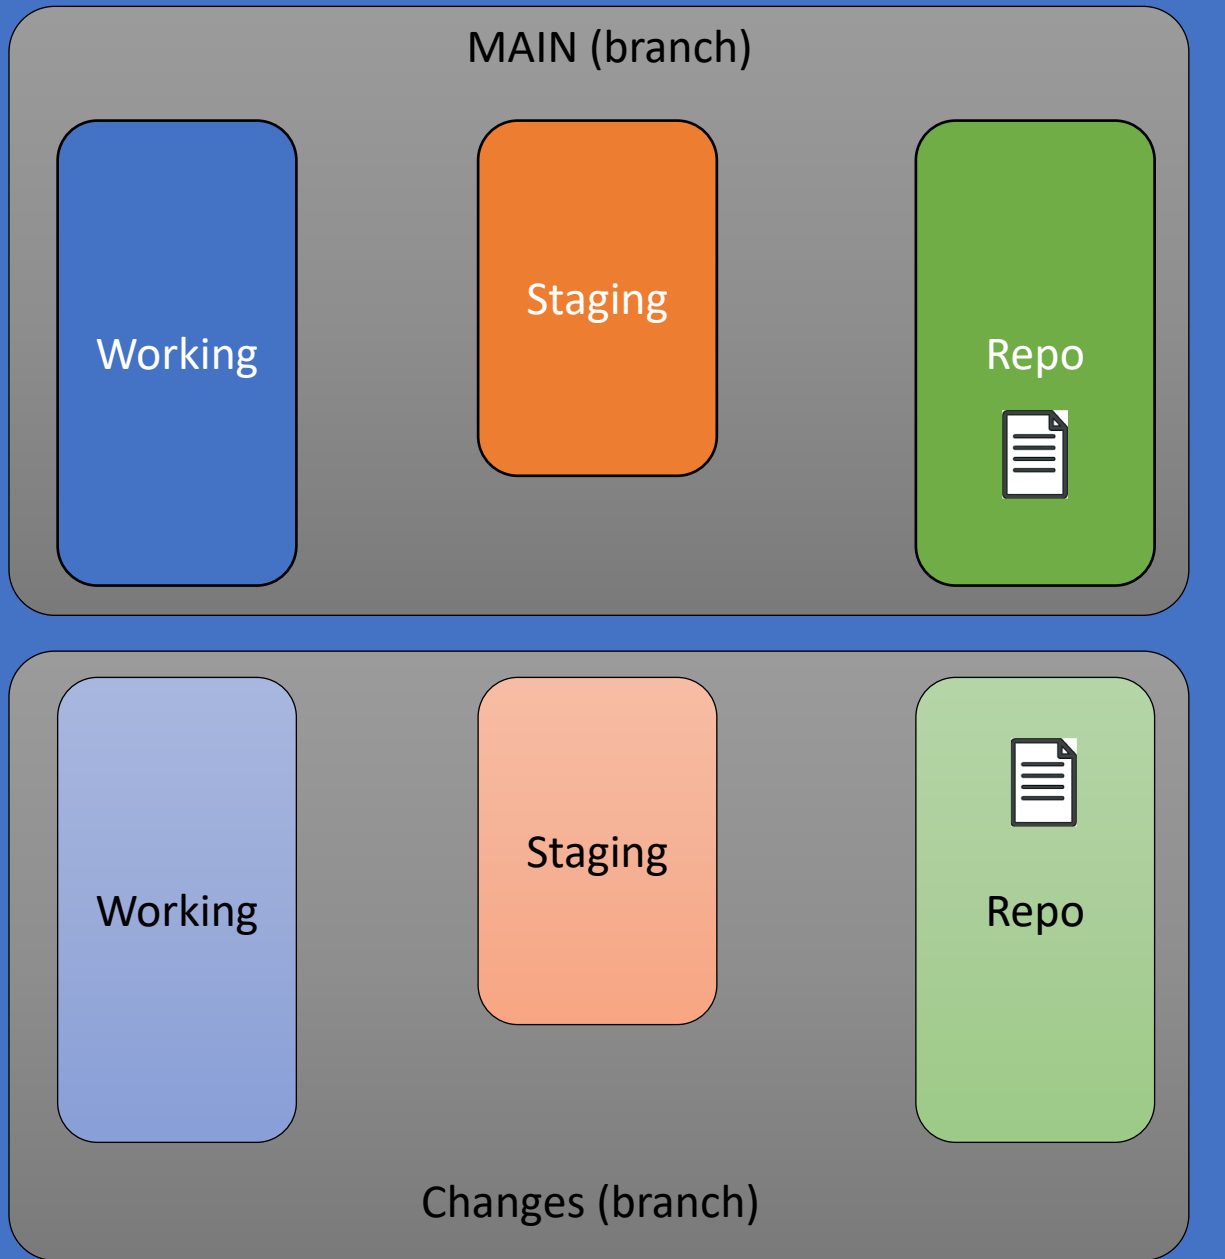 MAIN (branch)
Working
Staging
Repo
Working
Staging
Repo
Changes (branch)